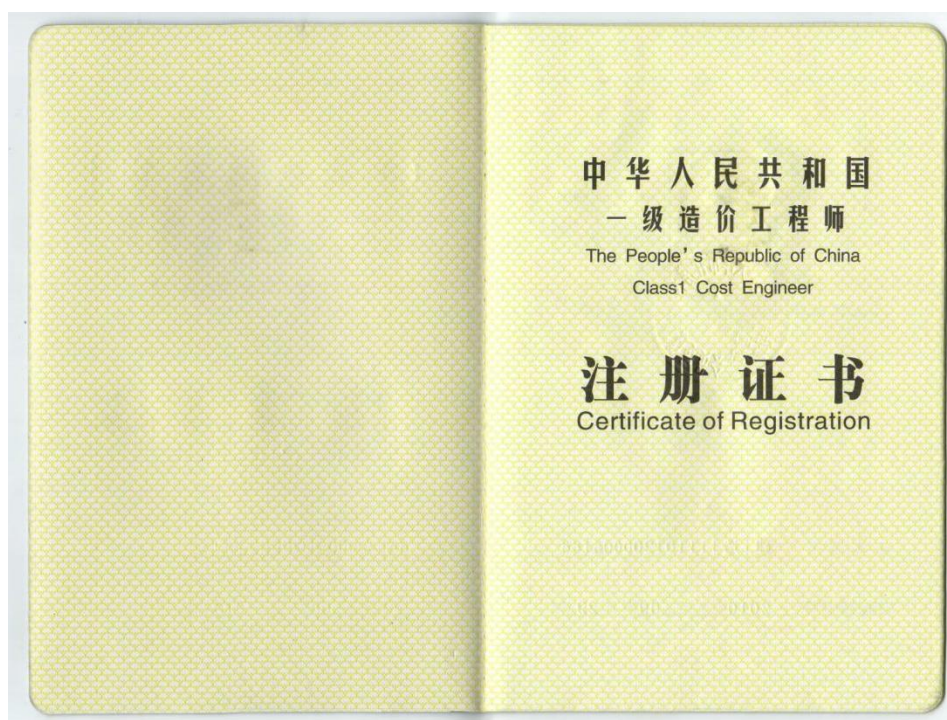 中华人民共和国
一级造价工程师
The People's Republic of China
Class1 Cost Engineer
注册证书
Certificate of Registration